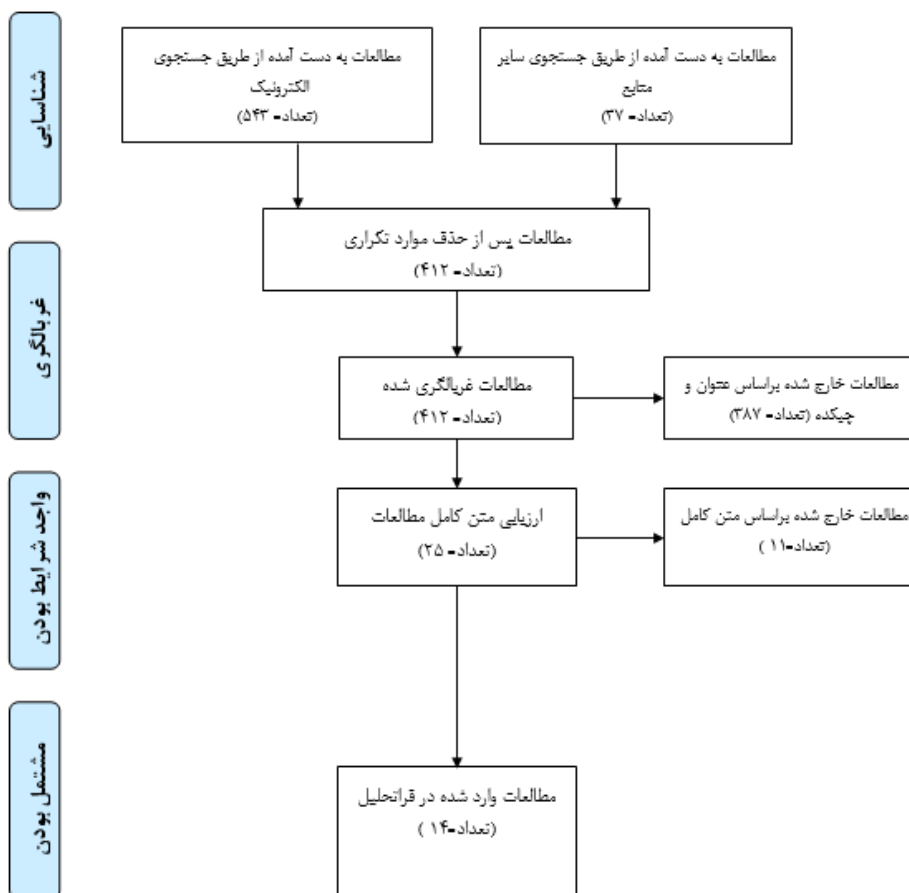 شناسایی
مطالعات به دست آمده از طریق جستجوی سایر
منابع
(تعداد= ۳۷)
مطالعات به دست آمده از طریق جستجوی
الکترونیک
(تعداد= ۵۴۳)
غربالگری
مطالعات پس از حذف موارد تکراری
(تعداد= ۴۱۲)
مطالعات غربالگری شده
(تعداد= ۴۱۲)
مطالعات خارج شده براساس عنوان و
چیکده (تعداد= ۳۸۷)
واجد شرایط بودن
ارزیابی متن کامل مطالعات
(تعداد= ۲۵)
مطالعات خارج شده براساس متن کامل
(تعداد=۱۱ )
مشتمل بودن
مطالعات وارد شده در فراتحلیل
(تعداد=۱۴ )